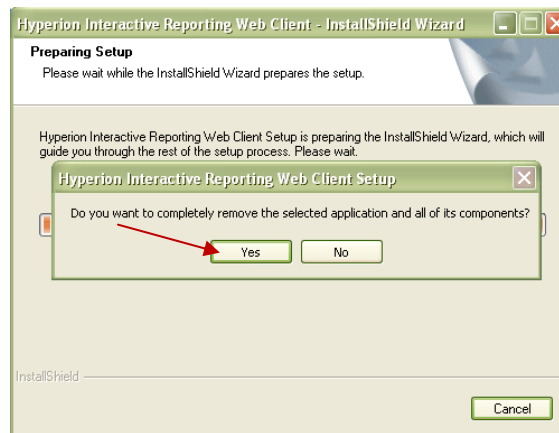 Hyperion Interactive Reporting Web Client - InstallShield Wizard
Preparing Setup
Please wait while the InstallShield Wizard prepares the setup.
Hyperion Interactive Reporting Web Client Setup is preparing the InstallShield Wizard, which will
guide you through the rest of the setup process. Please wait.
Hyperion Interactive Reporting Web Client Setup
Do you want to completely remove the selected application and all of its components?
Yes
No
InstallShield
Cancel